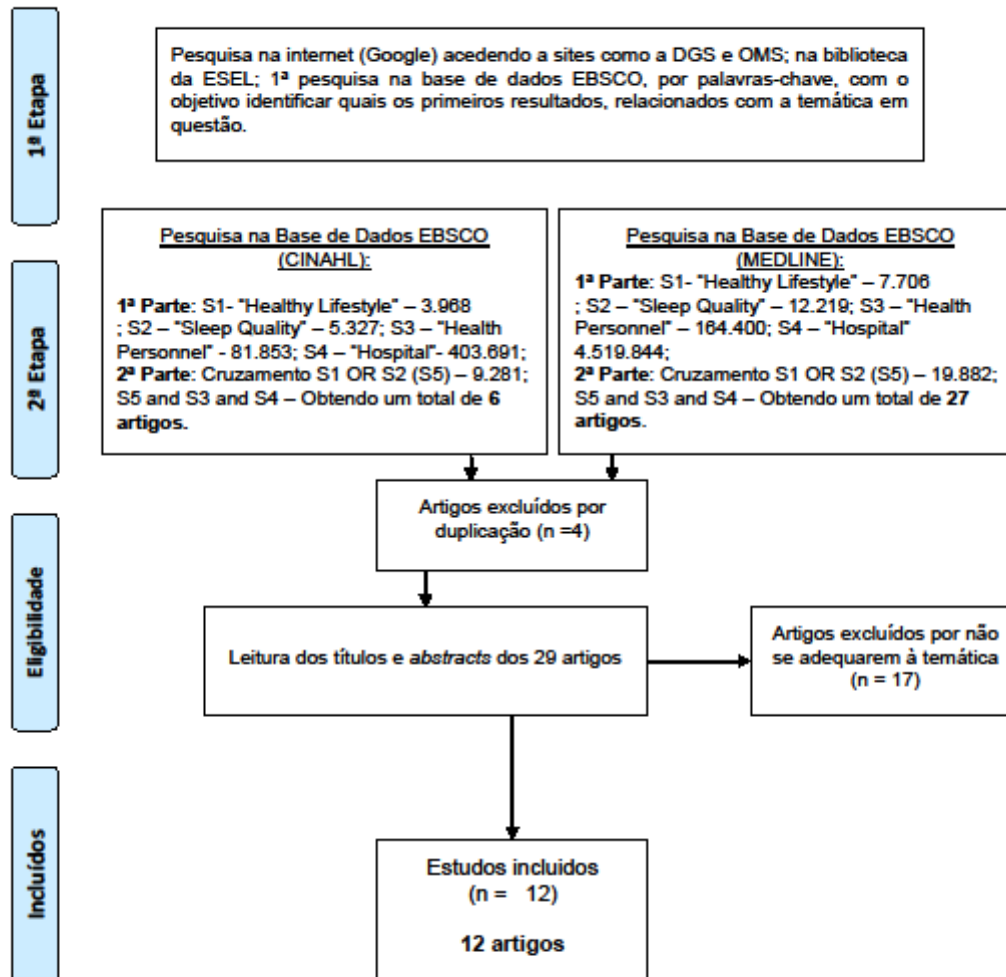 1ª Etapa
Pesquisa na internet (Google) acedendo a sites como a DGS e OMS; na biblioteca
da ESEL; 1ª pesquisa na base de dados EBSCO, por palavras-chave, com o
objetivo identificar quais os primeiros resultados, relacionados com a temática em
questão.
2ª Etapa
Pesquisa na Base de Dados EBSCO
(CINAHL):
1ª Parte: S1- "Healthy Lifestyle" – 3.968
; S2 – "Sleep Quality" – 5.327; S3 – "Health
Personnel" - 81.853; S4 – "Hospital"- 403.691;
2ª Parte: Cruzamento S1 OR S2 (S5) – 9.281;
S5 and S3 and S4 – Obtendo um total de 6
artigos.
Pesquisa na Base de Dados EBSCO
(MEDLINE):
1ª Parte: S1- "Healthy Lifestyle" – 7.706
; S2 – "Sleep Quality" – 12.219; S3 – "Health
Personnel" – 164.400; S4 – "Hospital"
4.519.844;
2ª Parte: Cruzamento S1 OR S2 (S5) – 19.882;
S5 and S3 and S4 – Obtendo um total de 27
artigos.
Eligibilidade
Artigos excluídos por
duplicação (n =4)
Leitura dos títulos e abstracts dos 29 artigos
Artigos excluídos por não
se adequarem à temática
(n = 17)
Incluídos
Estudos incluidos
(n = 12)
12 artigos